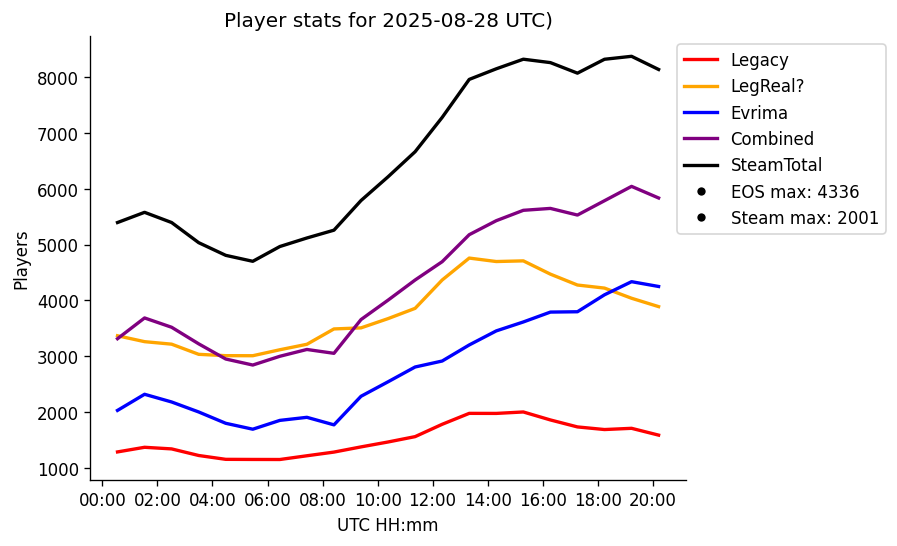 Player stats for 2025-08-28 UTC)
Players
8000
7000
6000
5000
4000
3000
2000
1000
00:00 02:00 04:00 06:00 08:00 10:00 12:00 14:00 16:00 18:00 20:00
UTC HH:mm
Legacy
LegReal?
Evrima
Combined
SteamTotal
EOS max: 4336
Steam max: 2001